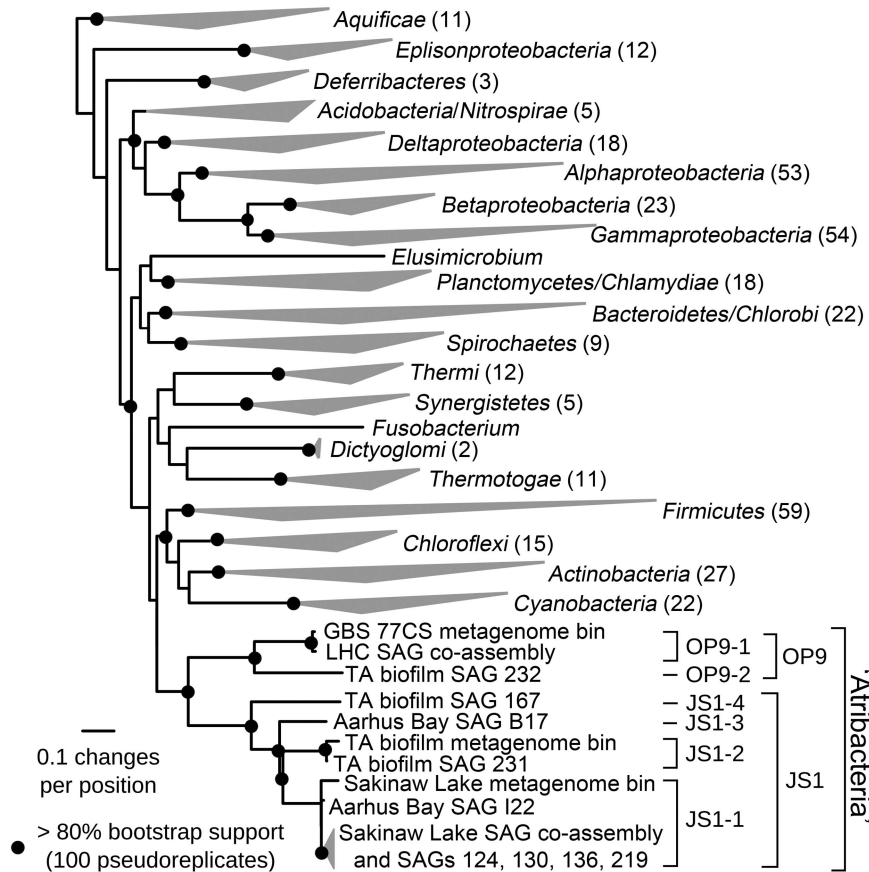 Aquificae (11)
Eplisonproteobacteria (12)
Deferribacteres (3)
Acidobacteria/Nitrospirae (5)
Deltaproteobacteria (18)
Alphaproteobacteria (53)
Betaproteobacteria (23)
Gammaproteobacteria (54)
Elusimicrobium
Planctomycetes/Chlamydiae (18)
Bacteroidetes/Chlorobi (22)
Spirochaetes (9)
Thermi (12)
Synergistetes (5)
Fusobacterium
Dictyoglomi (2)
Thermotogae (11)
Firmicutes (59)
Chloroflexi (15)
Actinobacteria (27)
Cyanobacteria (22)
GBS 77CS metagenome bin
LHC SAG co-assembly
OP9-1
TA biofilm SAG 232
OP9-2
OP9
TA biofilm SAG 167
JS1-4
Aarhus Bay SAG B17
JS1-3
TA biofilm metagenome bin
TA biofilm SAG 231
JS1-2
Sakinaw Lake metagenome bin
Aarhus Bay SAG I22
Sakinaw Lake SAG co-assembly
and SAGs 124, 130, 136, 219
JS1-1
JS1
'Atribacteria'
0.1 changes
per position
> 80% bootstrap support
(100 pseudoreplicates)